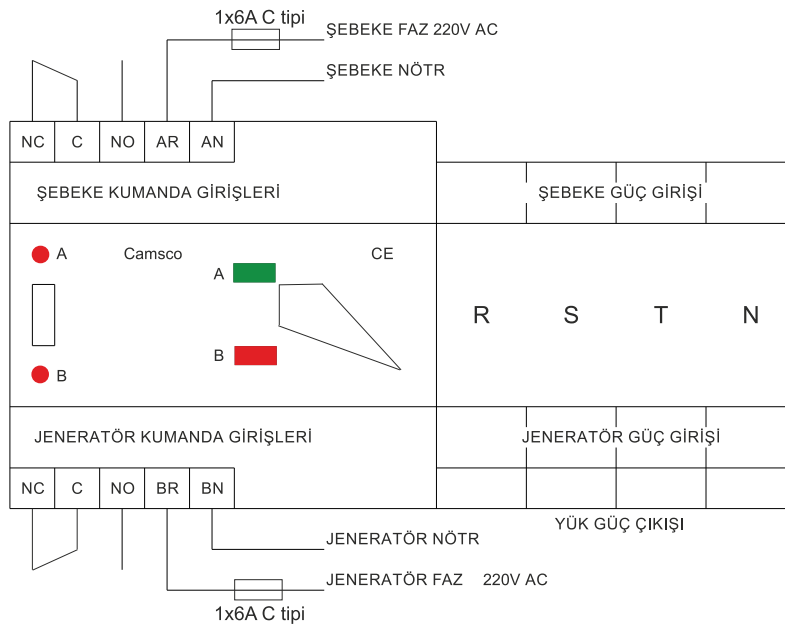 1x6A C tipi
ŞEBEKE FAZ 220V AC
ŞEBEKE NÖTR
NC C NO AR AN
ŞEBEKE KUMANDA GİRİŞLERİ ŞEBEKE GÜÇ GİRİŞİ
A Camsco CE
A
R S T N
B
B
JENERATÖR KUMANDA GİRİŞLERİ JENERATÖR GÜÇ GİRİŞİ
NC C NO BR BN
YÜK GÜÇ ÇIKIŞI
JENERATÖR NÖTR
JENERATÖR FAZ 220V AC
1x6A C tipi